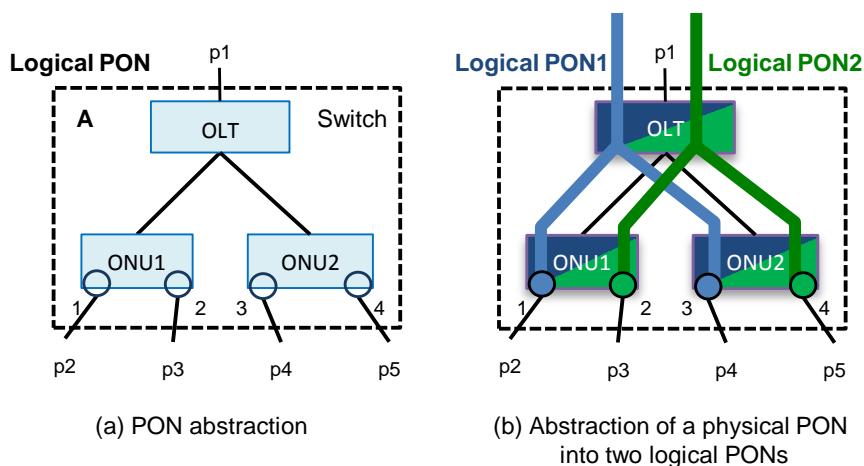 Logical PON
p1
A
Switch
OLT
ONU1
ONU2
1
2
3
4
p2
p3
p4
p5
(a) PON abstraction
Logical PON1
p1
Logical PON2
OLT
ONU1
ONU2
1
2
3
4
p2
p3
p4
p5
(b) Abstraction of a physical PON
into two logical PONs